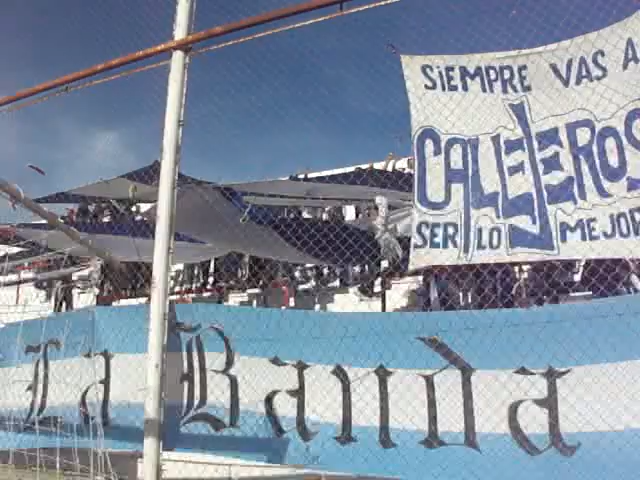 SiEMPRE VAS A
CALLEJEROS
SER LO MEJOR
La Banda